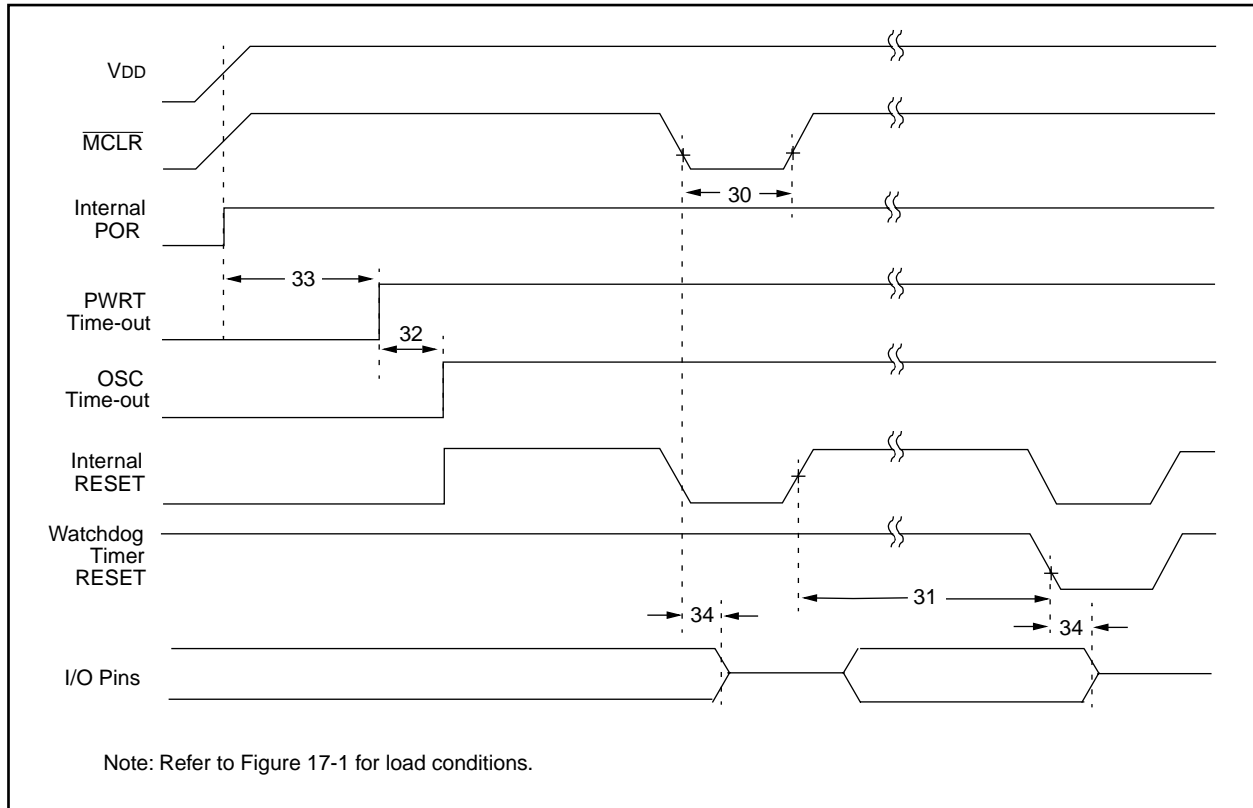 VDD
MCLR
30
Internal
POR
33
PWRT
Time-out
32
OSC
Time-out
Internal
RESET
Watchdog
Timer
RESET
31
34
34
I/O Pins
Note: Refer to Figure 17-1 for load conditions.